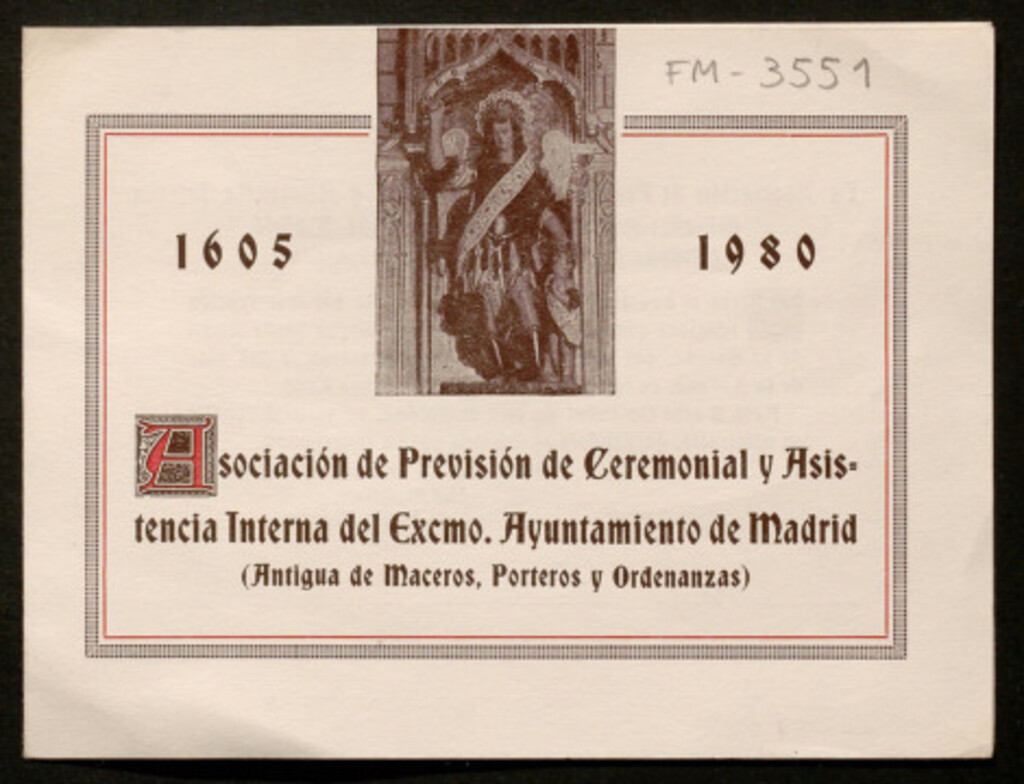 FM - 3551
1605
1980
Asociación de Previsión de Ceremonial y Asis=
tencia Interna del Excmo. Ayuntamiento de Madrid
(Antigua de Maceros, Porteros y Ordenanzas)